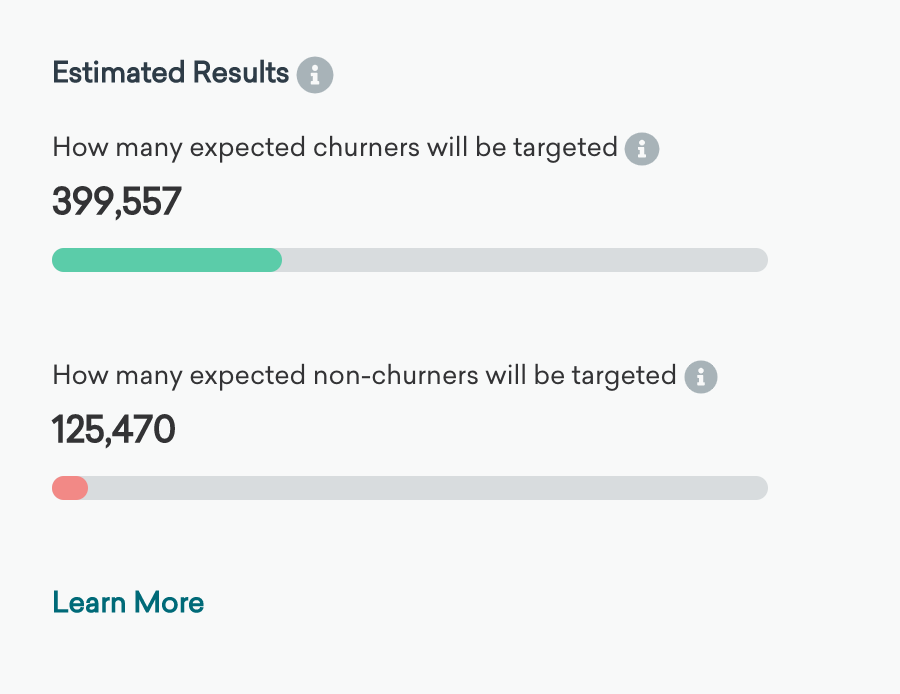 Estimated Results
How many expected churners will be targeted
399,557
How many expected non-churners will be targeted
125,470
Learn More